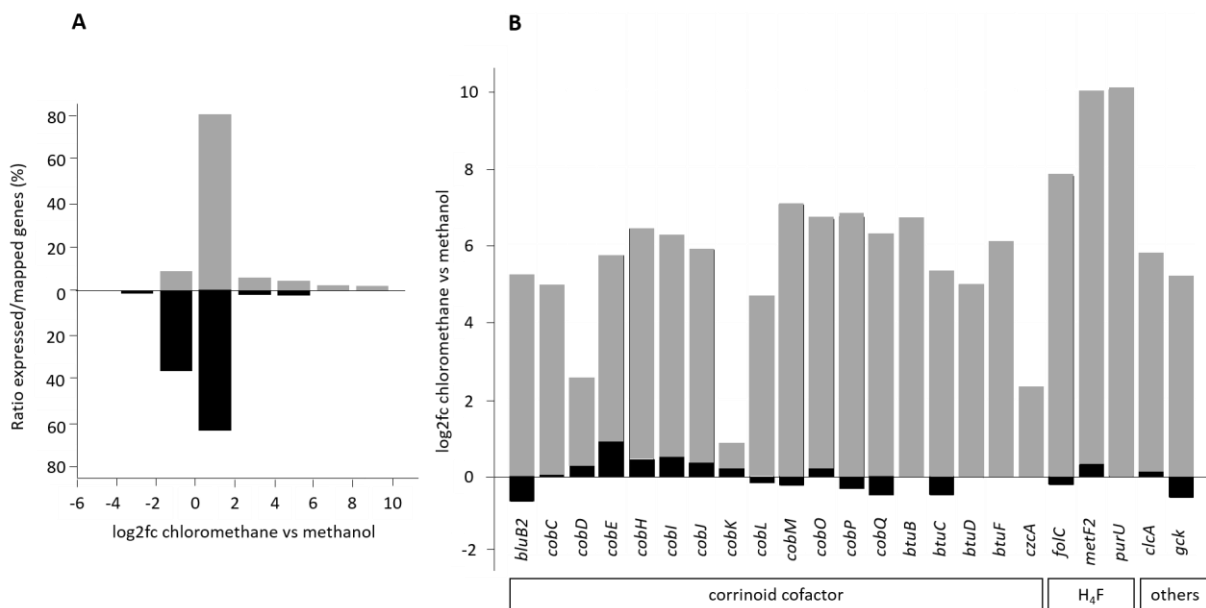 A
Ratio expressed/mapped genes (%)
80
60
40
20
0
20
40
60
80
-6 -4 -2 0 2 4 6 8 10
log2fc chloromethane vs methanol
B
log2fc chloromethane vs methanol
10
8
6
4
2
0
-2
bluB2 cobC cobD cobE cobH cobI cobJ cobK cobL cobM cobO cobP cobQ btuB btuC btuD btuF czcA folC metF2 purU clcA gck
corrinoid cofactor H₄F others